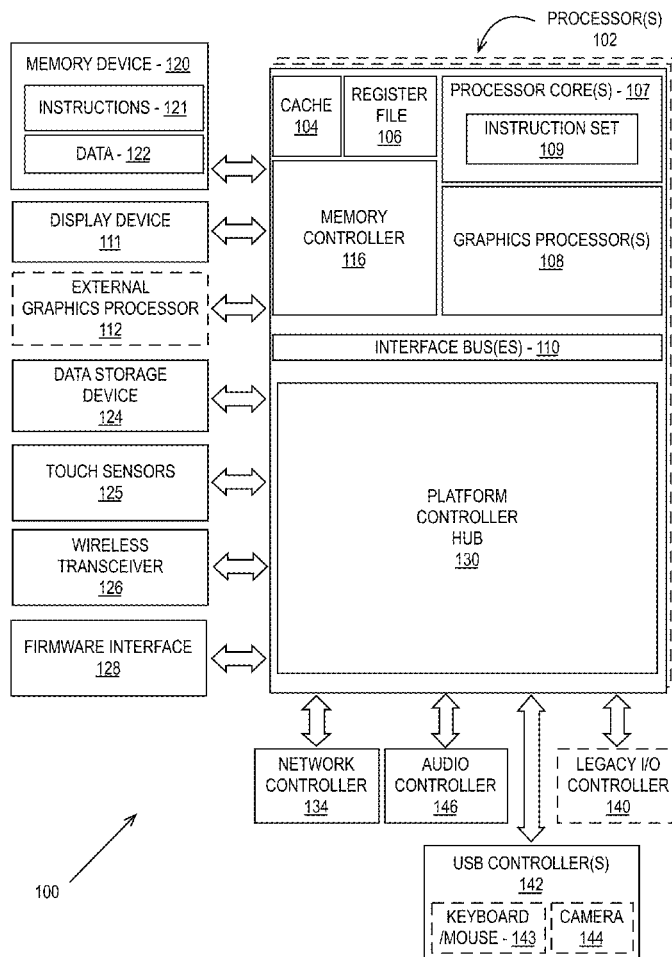 PROCESSOR(S)
102
MEMORY DEVICE - 120
INSTRUCTIONS - 121
DATA - 122
DISPLAY DEVICE
111
EXTERNAL
GRAPHICS PROCESSOR
112
DATA STORAGE
DEVICE
124
TOUCH SENSORS
125
WIRELESS
TRANSCEIVER
126
FIRMWARE INTERFACE
128
CACHE
104
REGISTER
FILE
106
PROCESSOR CORE(S) - 107
INSTRUCTION SET
109
MEMORY
CONTROLLER
116
GRAPHICS PROCESSOR(S)
108
INTERFACE BUS(ES) - 110
PLATFORM
CONTROLLER
HUB
130
NETWORK
CONTROLLER
134
AUDIO
CONTROLLER
146
LEGACY I/O
CONTROLLER
140
USB CONTROLLER(S)
142
KEYBOARD
/MOUSE - 143
CAMERA
144
100